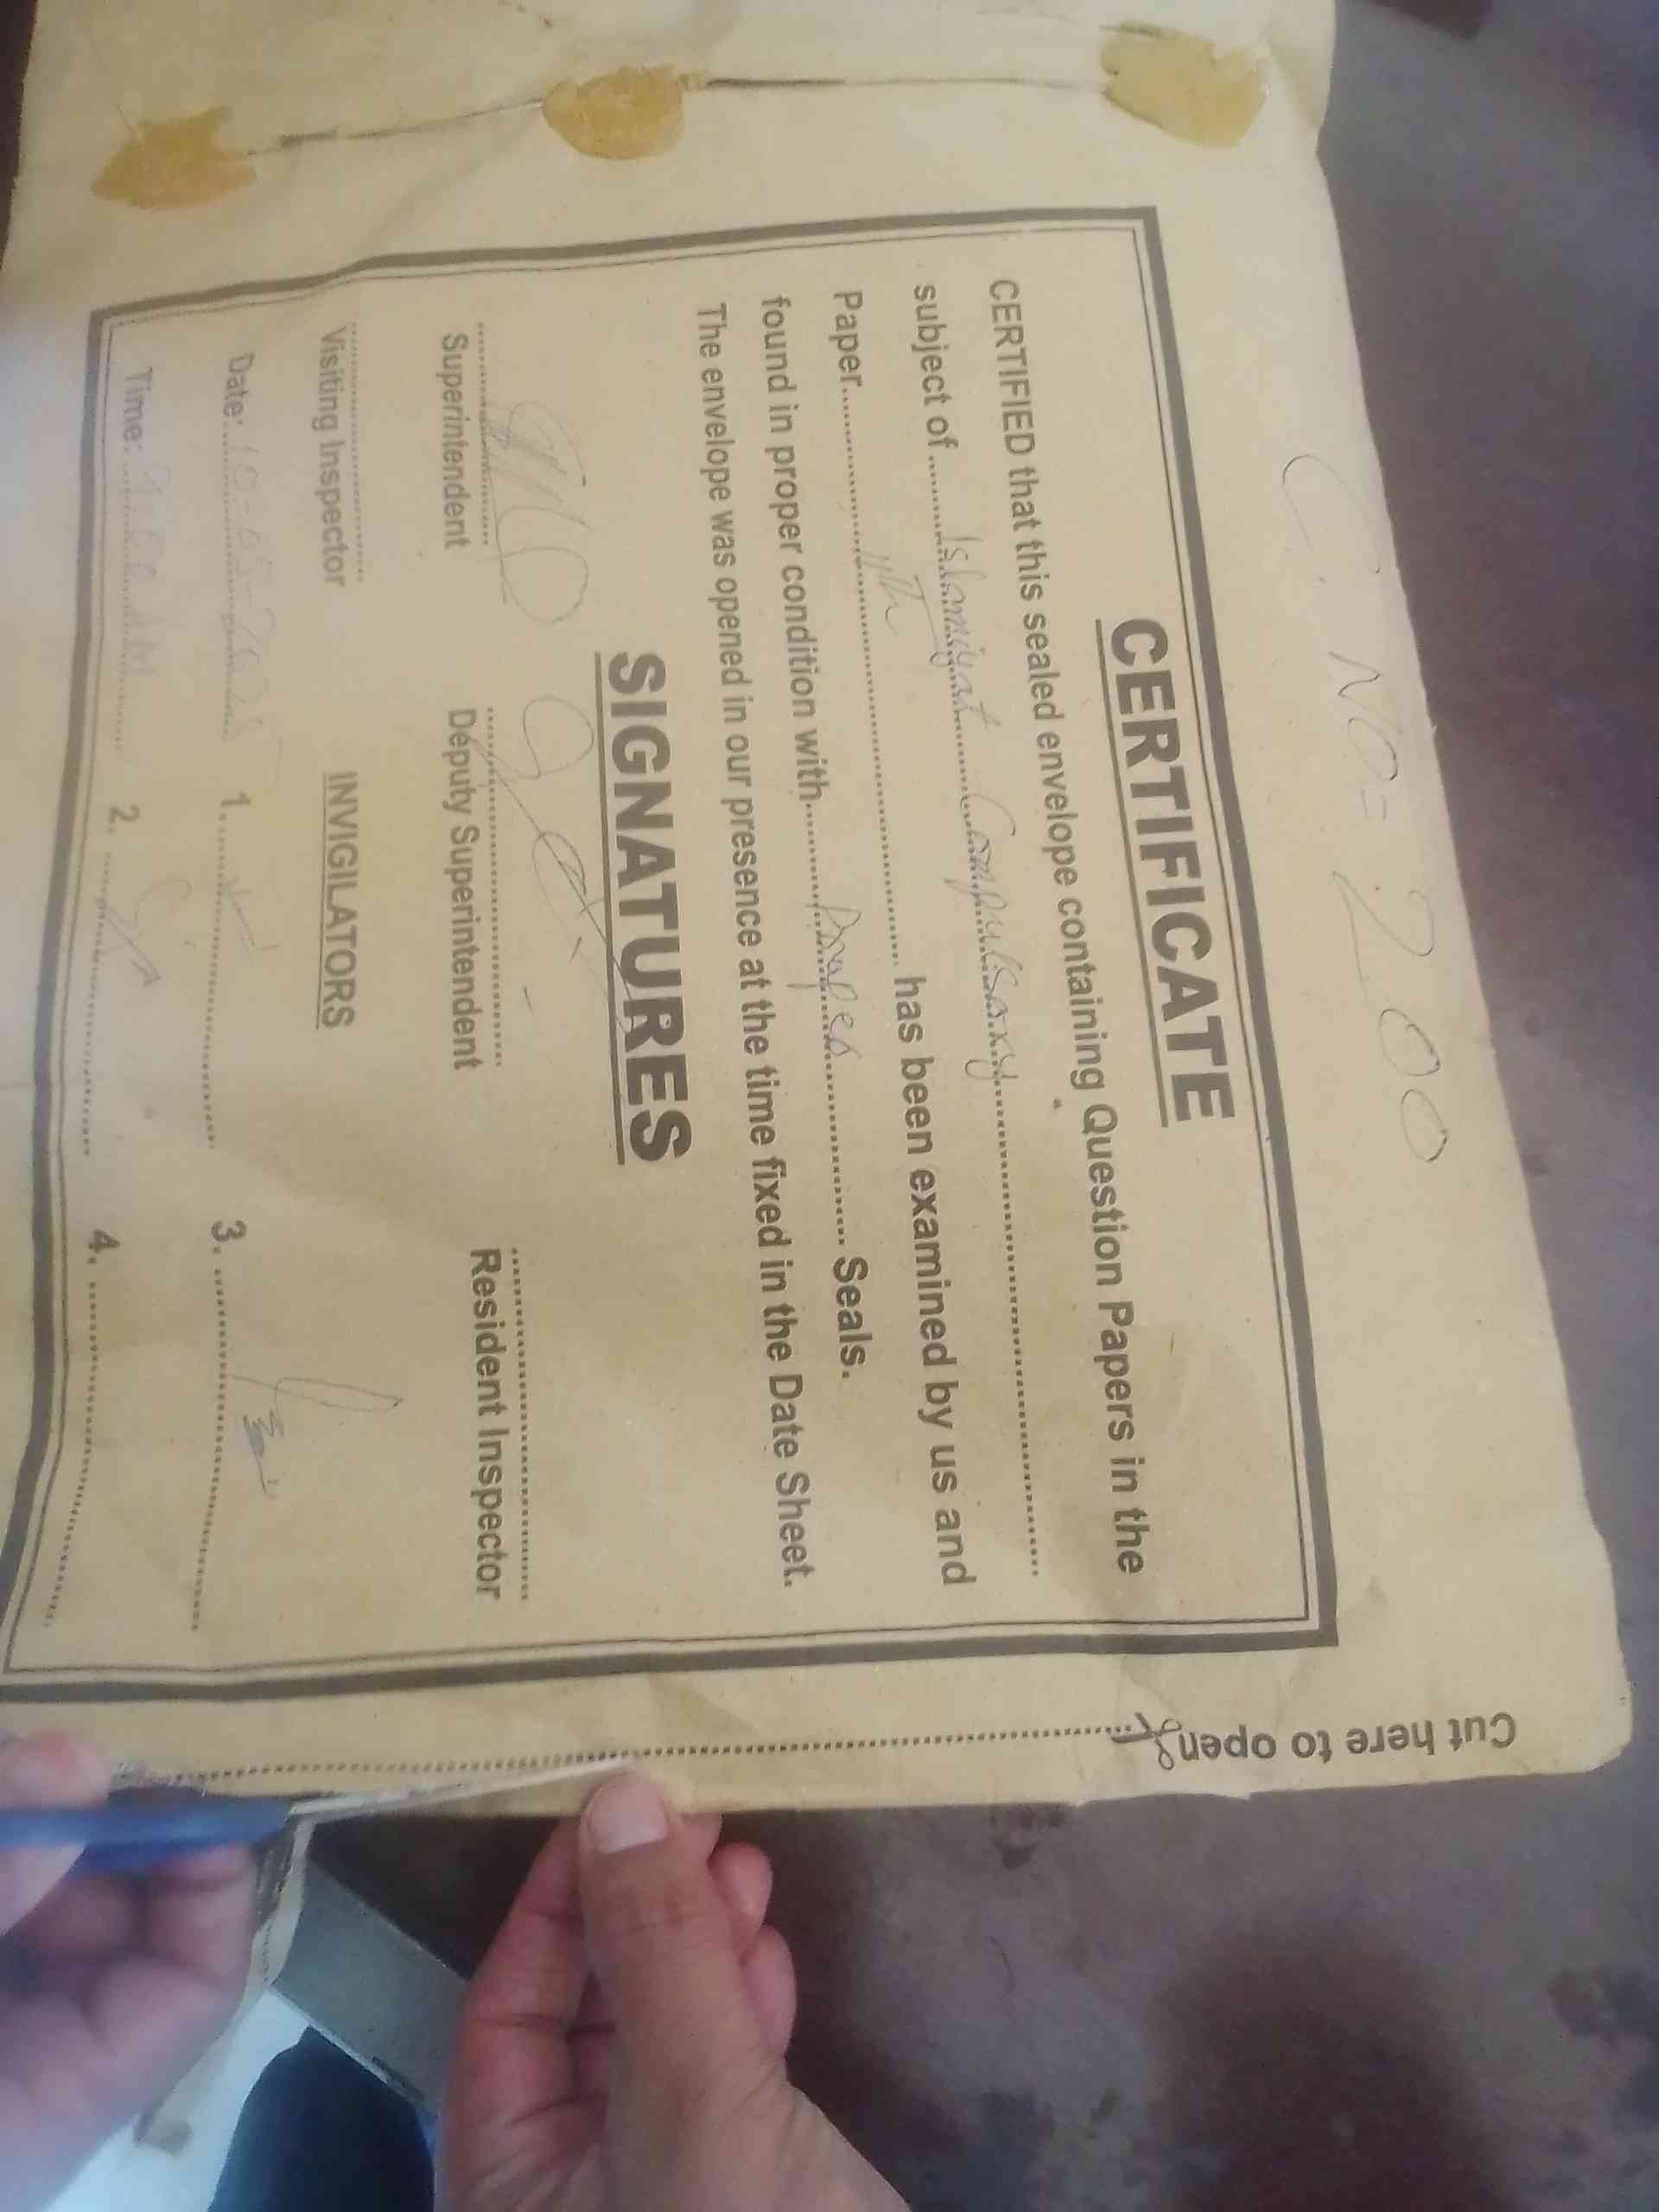 C. NO= 200
CERTIFICATE
CERTIFIED that this sealed envelope containing Question Papers in the
subject of.........Islamiyat.....Compulsory..............................
Paper..............11th.......................... has been examined by us and
found in proper condition with.........Proper.............. Seals.
The envelope was opened in our presence at the time fixed in the Date Sheet.
SIGNATURES
Superintendent Deputy Superintendent Resident Inspector
Visiting Inspector INVIGILATORS
Date: 1. 3.
Time: 2. 4.
Cut here to open